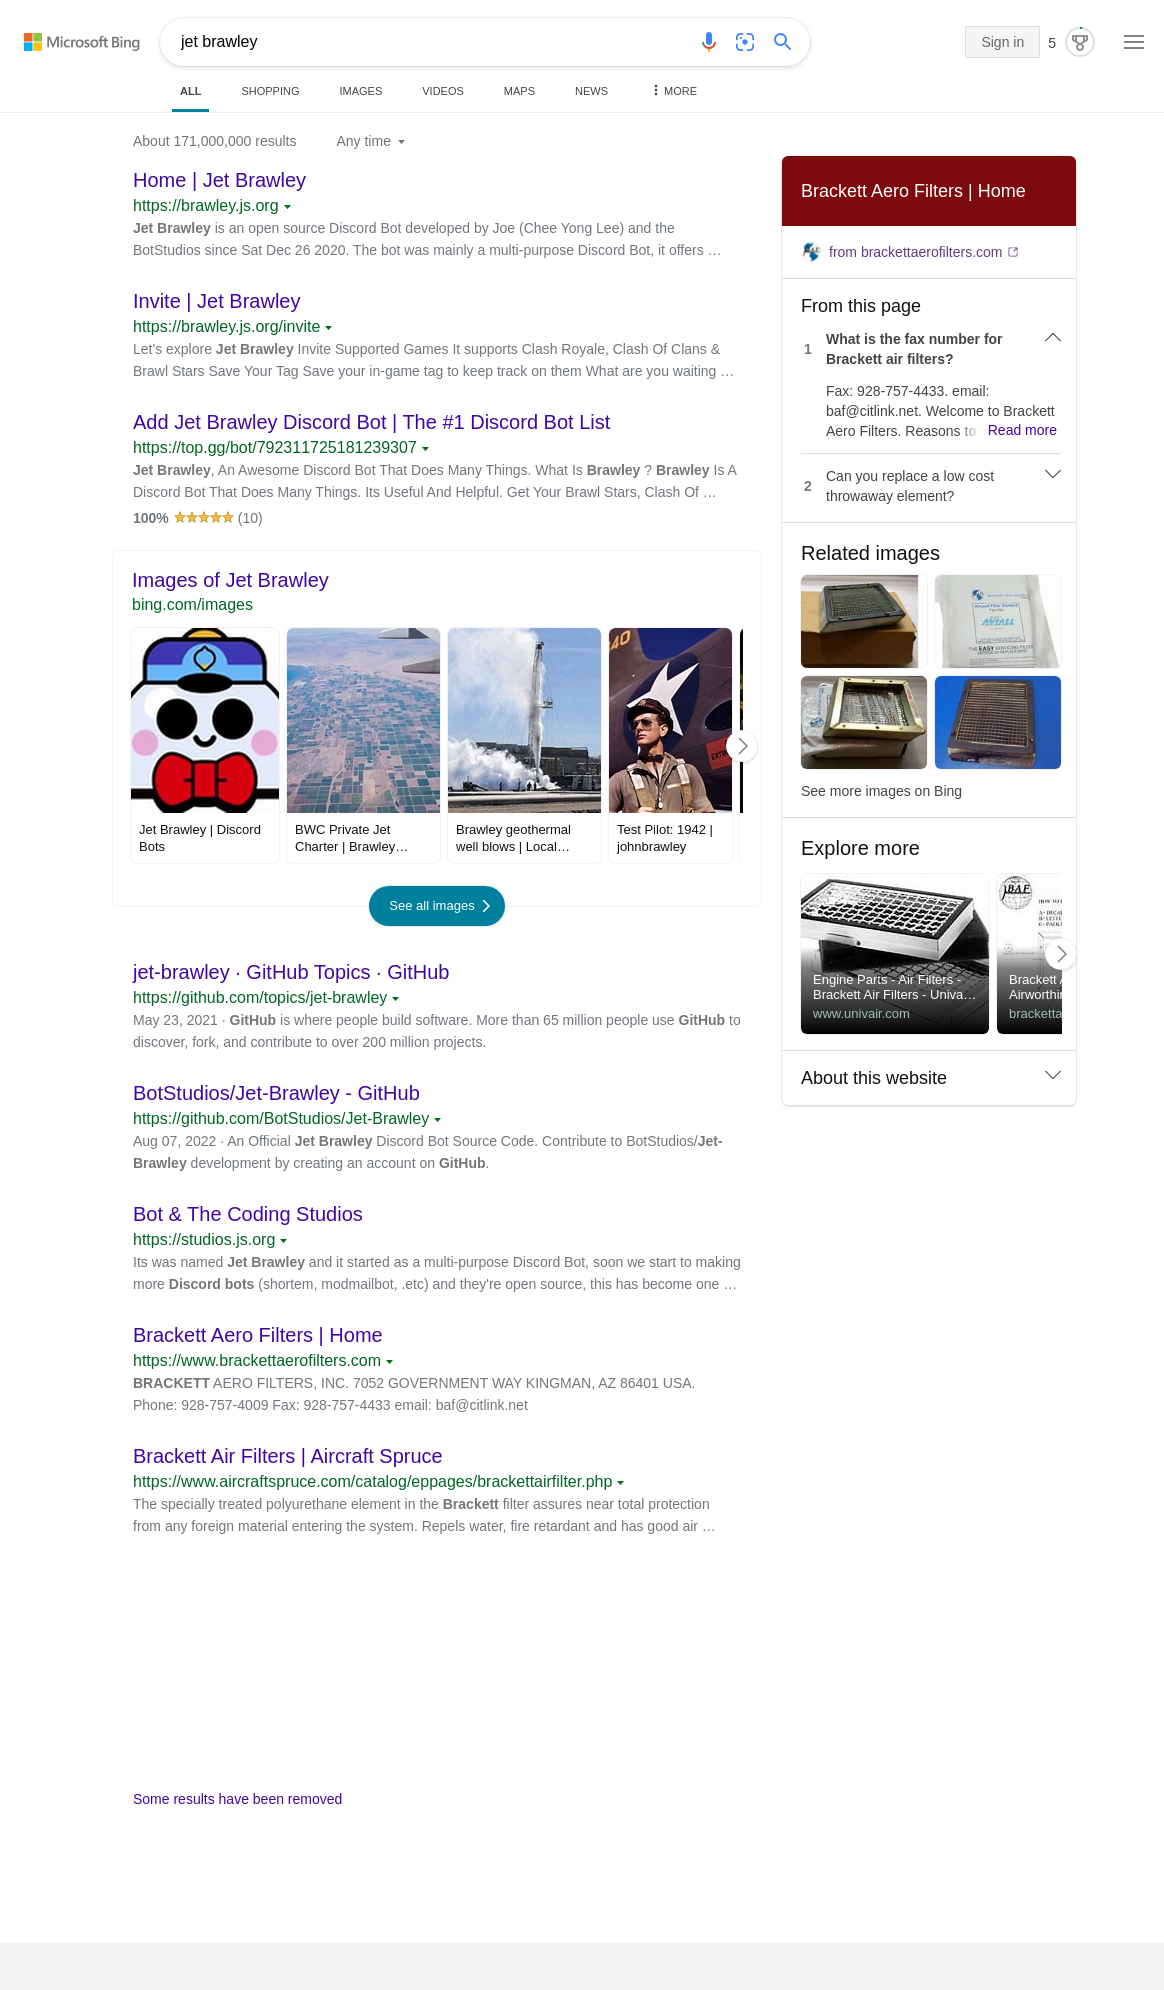 Microsoft Bing
jet brawley
Sign in
5
ALL
SHOPPING
IMAGES
VIDEOS
MAPS
NEWS
MORE
About 171,000,000 results
Any time
Home | Jet Brawley
https://brawley.js.org
Jet Brawley is an open source Discord Bot developed by Joe (Chee Yong Lee) and the
BotStudios since Sat Dec 26 2020. The bot was mainly a multi-purpose Discord Bot, it offers …
Invite | Jet Brawley
https://brawley.js.org/invite
Let's explore Jet Brawley Invite Supported Games It supports Clash Royale, Clash Of Clans &
Brawl Stars Save Your Tag Save your in-game tag to keep track on them What are you waiting …
Add Jet Brawley Discord Bot | The #1 Discord Bot List
https://top.gg/bot/792311725181239307
Jet Brawley, An Awesome Discord Bot That Does Many Things. What Is Brawley ? Brawley Is A
Discord Bot That Does Many Things. Its Useful And Helpful. Get Your Brawl Stars, Clash Of …
100% (10)
Images of Jet Brawley
bing.com/images
40
EXTIN
Jet Brawley | Discord
Bots
BWC Private Jet
Charter | Brawley…
Brawley geothermal
well blows | Local…
Test Pilot: 1942 |
johnbrawley
See all images
jet-brawley · GitHub Topics · GitHub
https://github.com/topics/jet-brawley
May 23, 2021 · GitHub is where people build software. More than 65 million people use GitHub to
discover, fork, and contribute to over 200 million projects.
BotStudios/Jet-Brawley - GitHub
https://github.com/BotStudios/Jet-Brawley
Aug 07, 2022 · An Official Jet Brawley Discord Bot Source Code. Contribute to BotStudios/Jet-
Brawley development by creating an account on GitHub.
Bot & The Coding Studios
https://studios.js.org
Its was named Jet Brawley and it started as a multi-purpose Discord Bot, soon we start to making
more Discord bots (shortem, modmailbot, .etc) and they're open source, this has become one …
Brackett Aero Filters | Home
https://www.brackettaerofilters.com
BRACKETT AERO FILTERS, INC. 7052 GOVERNMENT WAY KINGMAN, AZ 86401 USA.
Phone: 928-757-4009 Fax: 928-757-4433 email: baf@citlink.net
Brackett Air Filters | Aircraft Spruce
https://www.aircraftspruce.com/catalog/eppages/brackettairfilter.php
The specially treated polyurethane element in the Brackett filter assures near total protection
from any foreign material entering the system. Repels water, fire retardant and has good air …
Some results have been removed
Brackett Aero Filters | Home
from brackettaerofilters.com
From this page
1
What is the fax number for
Brackett air filters?
Fax: 928-757-4433. email:
baf@citlink.net. Welcome to Brackett
Aero Filters. Reasons to Read more
2
Can you replace a low cost
throwaway element?
Related images
Aircraft Filter Element
AVIALL
THE EASY SERVICING FILTER
See more images on Bing
Explore more
Engine Parts - Air Filters -
Brackett Air Filters - Univa…
www.univair.com
BAF
HOW TO
Brackett A
Airworthin
bracketta
About this website